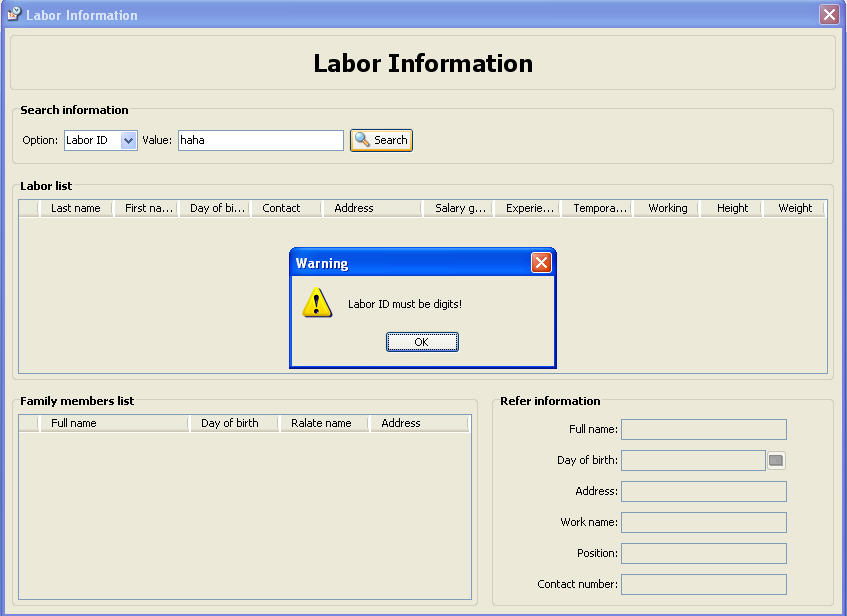 Labor Information
Labor Information
Search information
Option: Labor ID Value: haha Search
Labor list
Last name First na... Day of bi... Contact Address Salary g... Experie... Tempora... Working Height Weight
Warning
Labor ID must be digits!
OK
Family members list
Full name Day of birth Ralate name Address
Refer information
Full name:
Day of birth:
Address:
Work name:
Position:
Contact number: